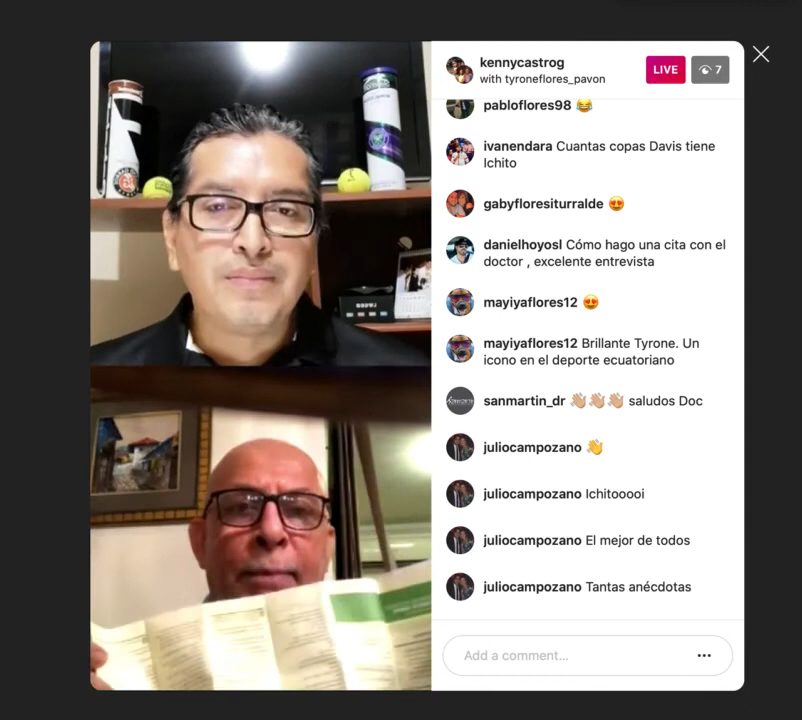 kennycastrog
with tyroneflores_pavon
LIVE
7
pabloflores98 😂
ivanendara Cuantas copas Davis tiene
Ichito
gabyfloresiturralde 😍
danielhoyosl Cómo hago una cita con el
doctor , excelente entrevista
mayiyaflores12 😍
mayiyaflores12 Brillante Tyrone. Un
icono en el deporte ecuatoriano
sanmartin_dr 👋🏼👋🏼👋🏼 saludos Doc
juliocampozano 👋
juliocampozano Ichitooooi
juliocampozano El mejor de todos
juliocampozano Tantas anécdotas
Add a comment...